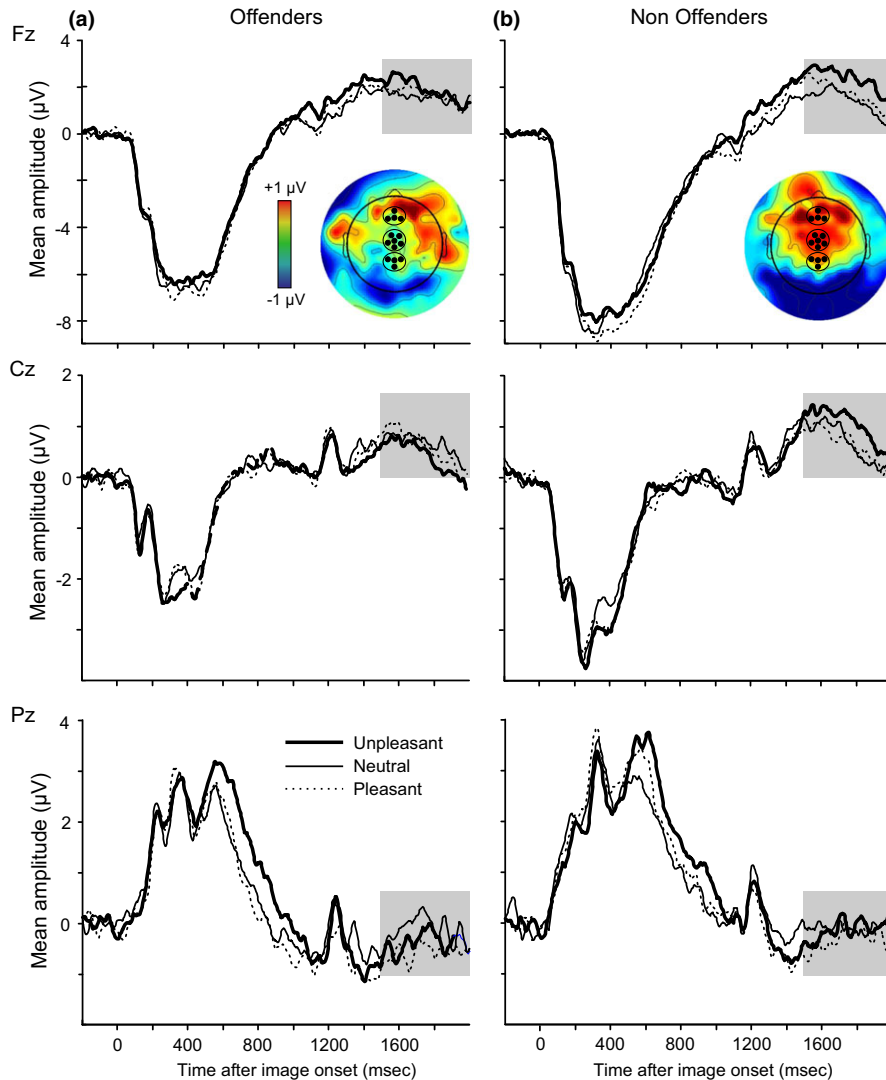 (a) Offenders
(b) Non Offenders
Fz
4
0
-4
-8
Mean amplitude (µV)
+1 µV
-1 µV
Cz
2
0
-2
Mean amplitude (µV)
Pz
4
2
0
Mean amplitude (µV)
Unpleasant
Neutral
Pleasant
0 400 800 1200 1600
0 400 800 1200 1600
Time after image onset (msec)
Time after image onset (msec)